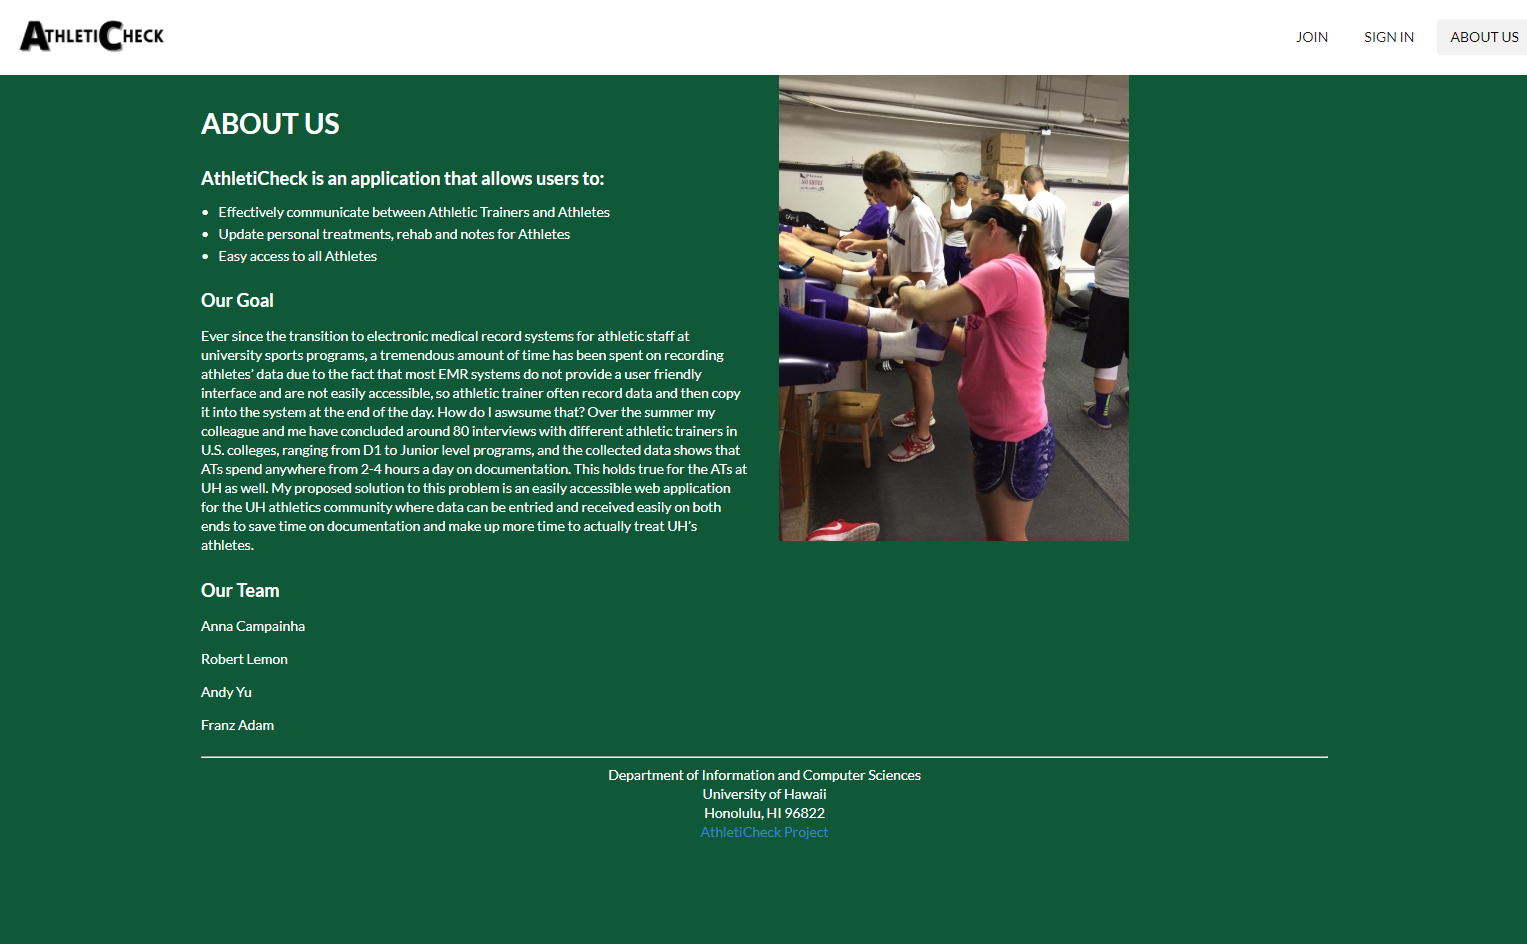 ATHLETICHECK
JOIN
SIGN IN
ABOUT US
ABOUT US
AthletiCheck is an application that allows users to:
• Effectively communicate between Athletic Trainers and Athletes
• Update personal treatments, rehab and notes for Athletes
• Easy access to all Athletes
Our Goal
Ever since the transition to electronic medical record systems for athletic staff at
university sports programs, a tremendous amount of time has been spent on recording
athletes’ data due to the fact that most EMR systems do not provide a user friendly
interface and are not easily accessible, so athletic trainer often record data and then copy
it into the system at the end of the day. How do I aswsume that? Over the summer my
colleague and me have concluded around 80 interviews with different athletic trainers in
U.S. colleges, ranging from D1 to Junior level programs, and the collected data shows that
ATs spend anywhere from 2-4 hours a day on documentation. This holds true for the ATs at
UH as well. My proposed solution to this problem is an easily accessible web application
for the UH athletics community where data can be entried and received easily on both
ends to save time on documentation and make up more time to actually treat UH’s
athletes.
Our Team
Anna Campainha
Robert Lemon
Andy Yu
Franz Adam
NO SHOES
Department of Information and Computer Sciences
University of Hawaii
Honolulu, HI 96822
AthletiCheck Project